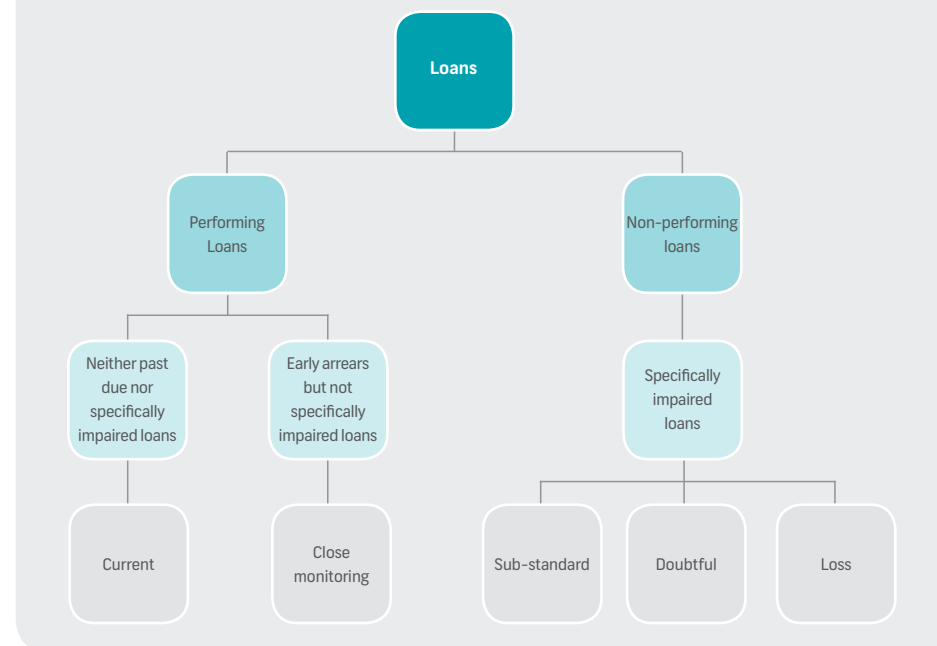 Loans
Performing
Loans
Non-performing
loans
Neither past
due nor
specifically
impaired loans
Early arrears
but not
specifically
impaired loans
Specifically
impaired
loans
Current
Close
monitoring
Sub-standard
Doubtful
Loss